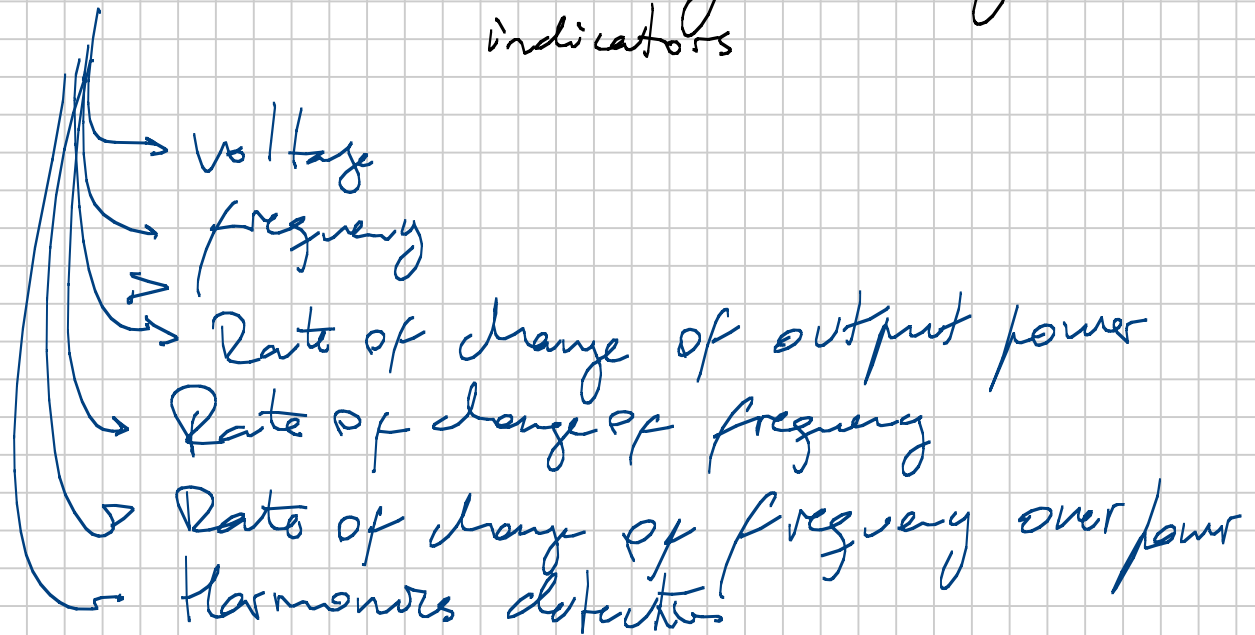 indicators
voltage
frequency
Rate of change of output power
Rate of change of frequency
Rate of change of frequency over power
Harmonics detection